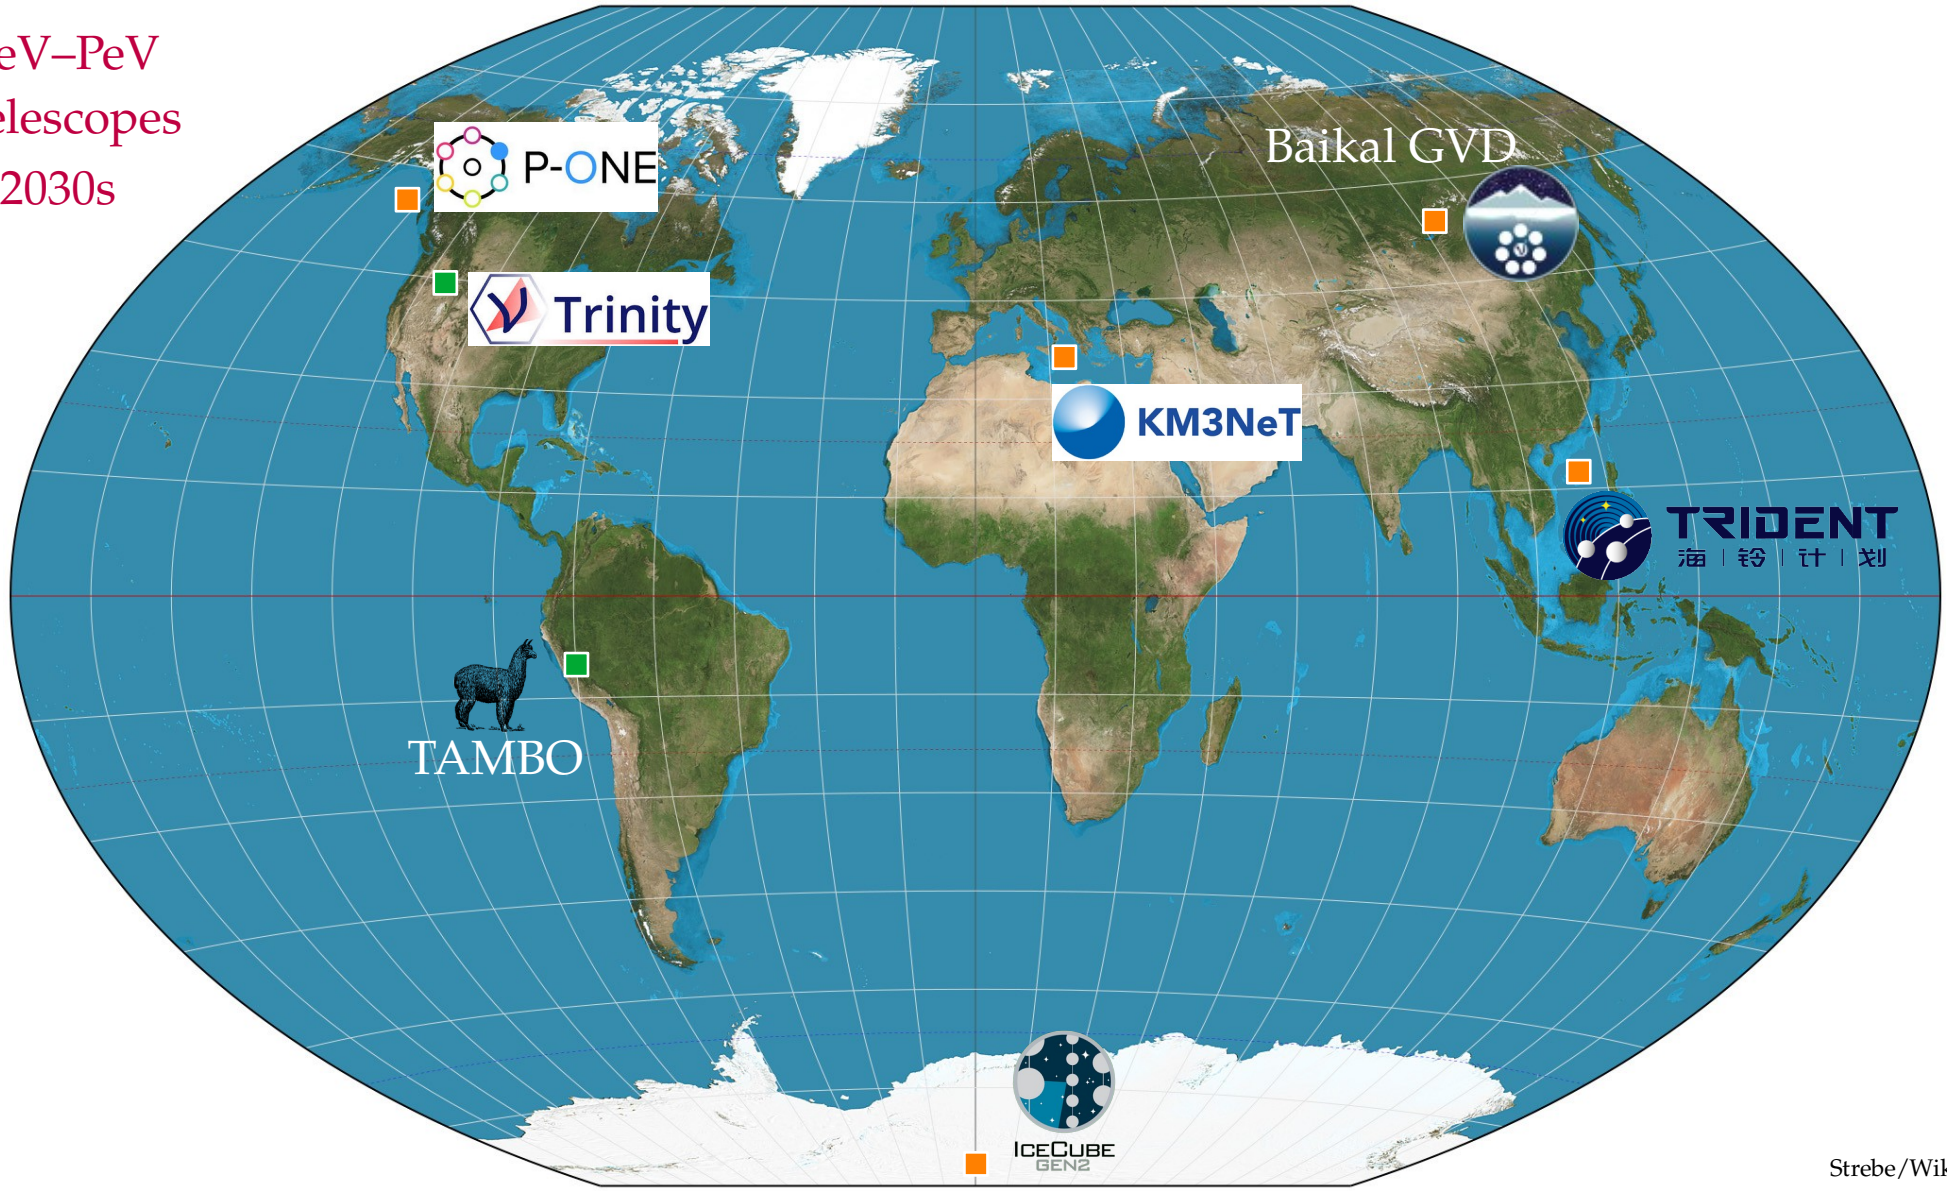 eV–PeV
elescopes
2030s
P-ONE
Baikal GVD
ν Trinity
KM3NeT
TRIDENT
海 | 铃 | 计 | 划
TAMBO
ICECUBE
GEN2
Strebe/Wik